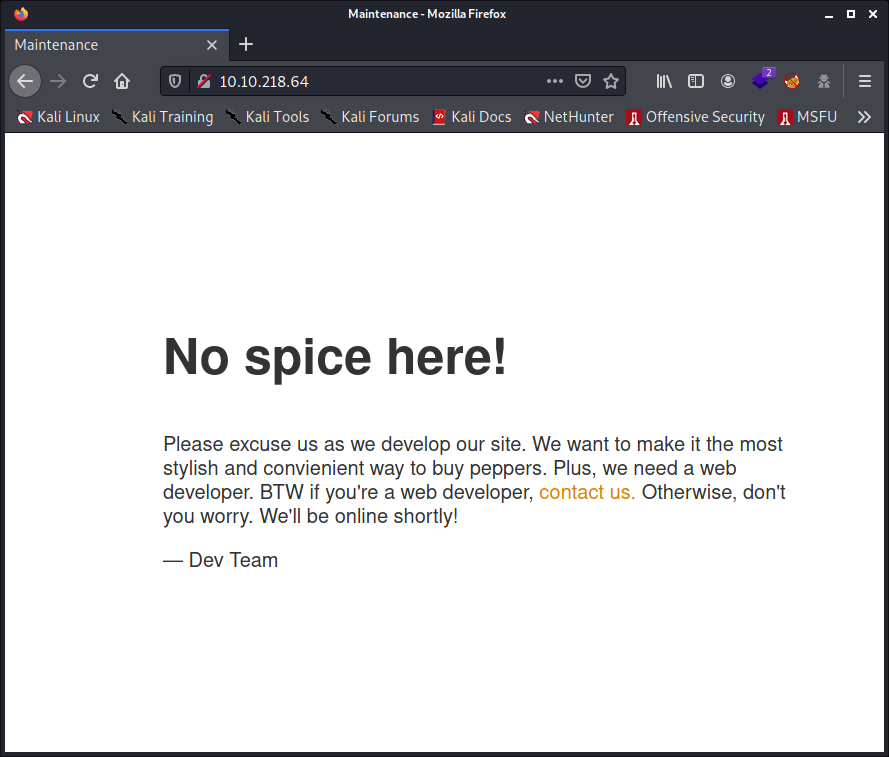 Maintenance - Mozilla Firefox
Maintenance
10.10.218.64
2
Kali Linux Kali Training Kali Tools Kali Forums Kali Docs NetHunter Offensive Security MSFU
No spice here!
Please excuse us as we develop our site. We want to make it the most
stylish and convienient way to buy peppers. Plus, we need a web
developer. BTW if you're a web developer, contact us. Otherwise, don't
you worry. We'll be online shortly!
— Dev Team